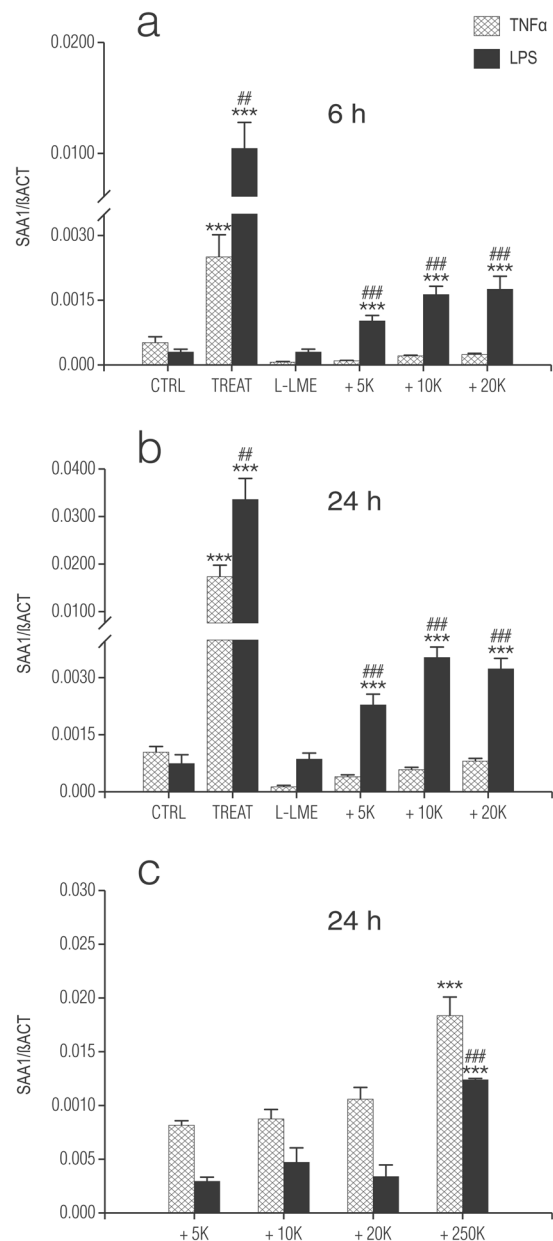 a
TNFα
LPS
6 h
SAA1/ßACT
0.0200
0.0100
0.0030
0.0015
0.000
***
##
***
###
***
###
***
###
***
CTRL TREAT L-LME + 5K + 10K + 20K
b
24 h
SAA1/ßACT
0.0400
0.0300
0.0200
0.0100
0.0030
0.0015
0.000
***
##
***
###
***
###
***
###
***
CTRL TREAT L-LME + 5K + 10K + 20K
c
24 h
SAA1/ßACT
0.030
0.020
0.015
0.0010
0.005
0.000
***
###
***
+ 5K + 10K + 20K + 250K